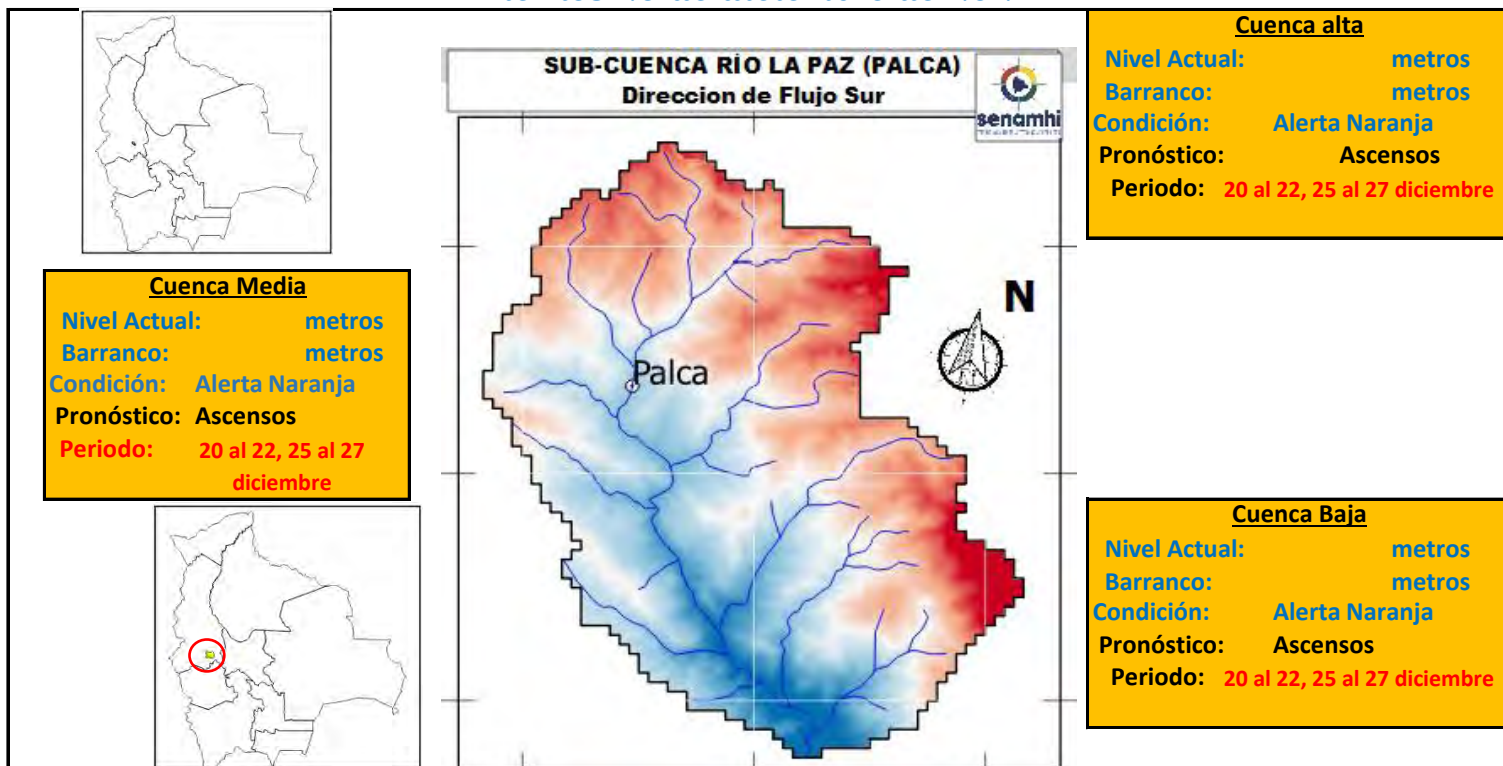 Cuenca alta
Nivel Actual: metros
Barranco: metros
Condición: Alerta Naranja
Pronóstico: Ascensos
Periodo: 20 al 22, 25 al 27 diciembre
SUB-CUENCA RÍO LA PAZ (PALCA)
Direccion de Flujo Sur
senamhi
N
Palca
Cuenca Media
Nivel Actual: metros
Barranco: metros
Condición: Alerta Naranja
Pronóstico: Ascensos
Periodo: 20 al 22, 25 al 27
diciembre
Cuenca Baja
Nivel Actual: metros
Barranco: metros
Condición: Alerta Naranja
Pronóstico: Ascensos
Periodo: 20 al 22, 25 al 27 diciembre